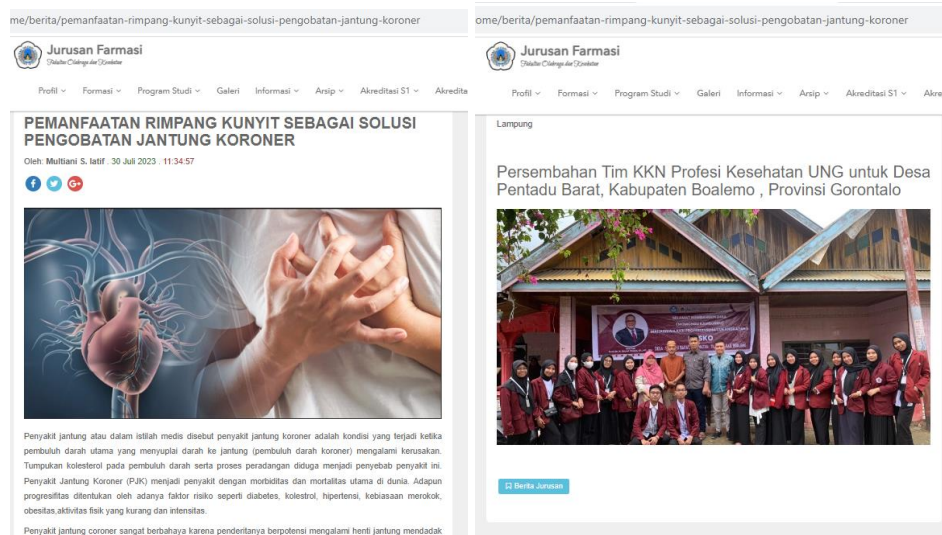 me/berita/pemanfaatan-rimpang-kunyit-sebagai-solusi-pengobatan-jantung-koroner
Jurusan Farmasi
Fakultas Olahraga dan Kesehatan
Profil Formasi Program Studi Galeri Informasi Arsip Akreditasi S1 Akredita
PEMANFAATAN RIMPANG KUNYIT SEBAGAI SOLUSI
PENGOBATAN JANTUNG KORONER
Oleh: Multiani S. latif . 30 Juli 2023 . 11:34:57
Penyakit jantung atau dalam istilah medis disebut penyakit jantung koroner adalah kondisi yang terjadi ketika
pembuluh darah utama yang menyuplai darah ke jantung (pembuluh darah koroner) mengalami kerusakan.
Tumpukan kolesterol pada pembuluh darah serta proses peradangan diduga menjadi penyebab penyakit ini.
Penyakit Jantung Koroner (PJK) menjadi penyakit dengan morbiditas dan mortalitas utama di dunia. Adapun
progresifitas ditentukan oleh adanya faktor risiko seperti diabetes, kolestrol, hipertensi, kebiasaan merokok,
obesitas,aktivitas fisik yang kurang dan intensitas.
Penyakit jantung coroner sangat berbahaya karena penderitanya berpotensi mengalami henti jantung mendadak
ome/berita/pemanfaatan-rimpang-kunyit-sebagai-solusi-pengobatan-jantung-koroner
Jurusan Farmasi
Fakultas Olahraga dan Kesehatan
Profil Formasi Program Studi Galeri Informasi Arsip Akreditasi S1 Akre
Lampung
Persembahan Tim KKN Profesi Kesehatan UNG untuk Desa
Pentadu Barat, Kabupaten Boalemo , Provinsi Gorontalo
Berita Jurusan